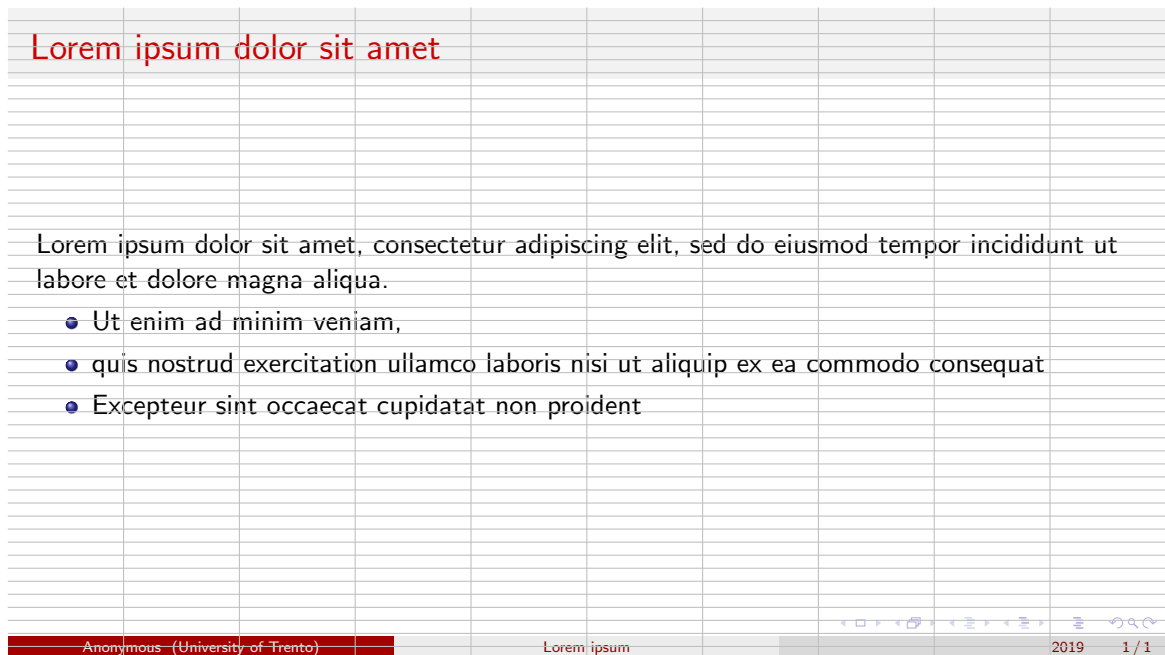 Lorem ipsum dolor sit amet
Lorem ipsum dolor sit amet, consectetur adipiscing elit, sed do eiusmod tempor incididunt ut
labore et dolore magna aliqua.
Ut enim ad minim veniam,
quis nostrud exercitation ullamco laboris nisi ut aliquip ex ea commodo consequat
Excepteur sint occaecat cupidatat non proident
Anonymous (University of Trento) Lorem ipsum 2019 1 / 1